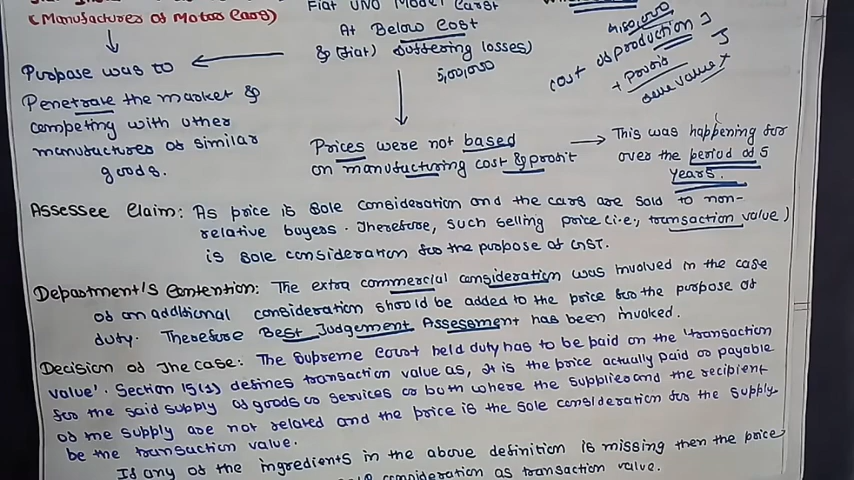 (Manufacturers of Motor Cars)
Fiat UNO Model Cars
At Below Cost
& (Fiat) Suffering losses)
5,00,000
cost of production
+ Profit
Purpose was to
Penetrate the market &
competing with other
manufactures of similar
goods.
Prices were not based
on manufacturing cost & profit
This was happening for
over the period of 5
years.
Assessee Claim: As price is sole consideration and the cars are sold to non-
relative buyers. Therefore, such selling price (i.e., transaction value)
is sole consideration for the purpose of GST.
Department's Contention: The extra commercial consideration was involved in the case
of an additional consideration should be added to the price for the purpose of
duty. Therefore Best Judgement Assessment has been invoked.
Decision of the case: The Supreme Court held duty has to be paid on the 'transaction
value'. Section 15(1) defines transaction value as, it is the price actually paid or payable
for the said supply of goods or services or both where the supplier and the recipient
of the supply are not related and the price is the sole consideration for the supply
be the transaction value.
If any of the ingredients in the above definition is missing then the price
consideration as transaction value.